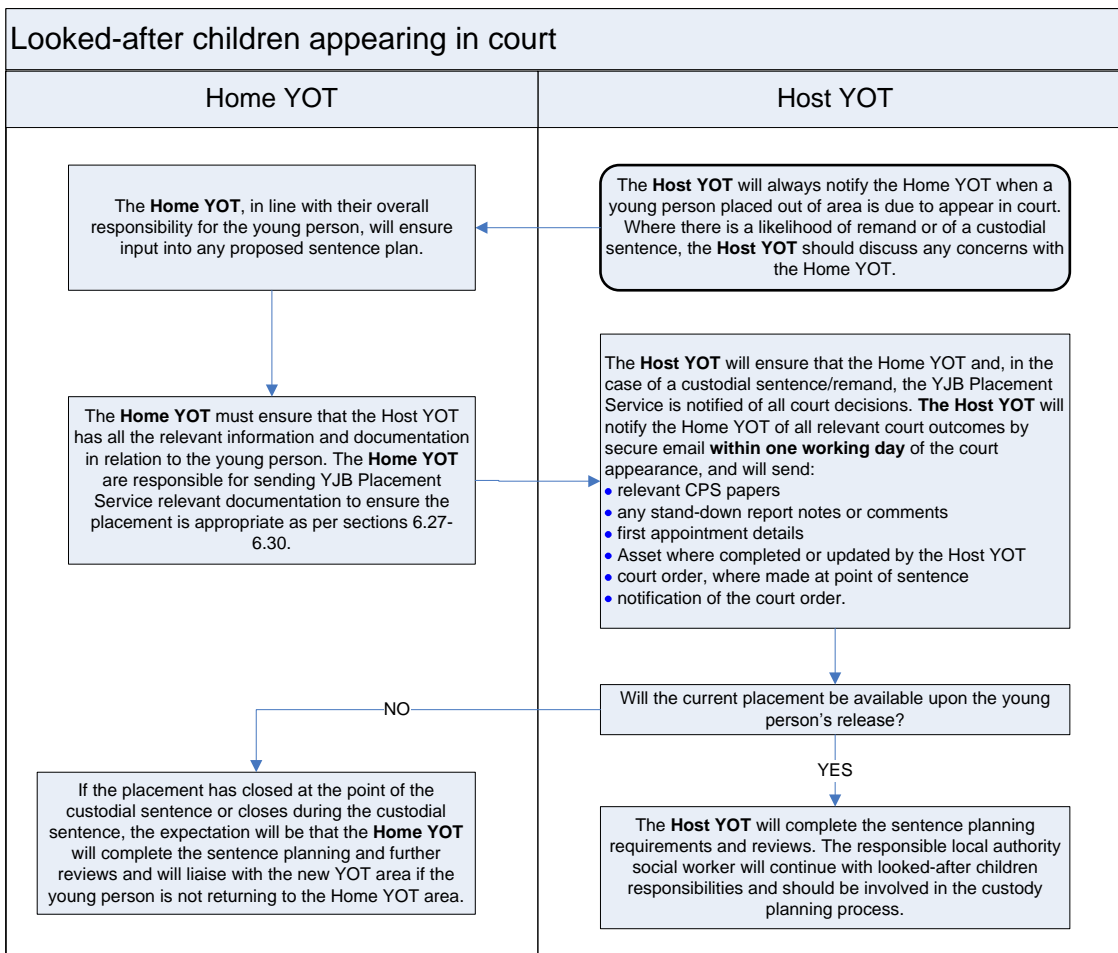 Looked-after children appearing in court
Home YOT
Host YOT
The Host YOT will always notify the Home YOT when a
young person placed out of area is due to appear in court.
Where there is a likelihood of remand or of a custodial
sentence, the Host YOT should discuss any concerns with
the Home YOT.
The Home YOT, in line with their overall
responsibility for the young person, will ensure
input into any proposed sentence plan.
The Home YOT must ensure that the Host YOT
has all the relevant information and documentation
in relation to the young person. The Home YOT
are responsible for sending YJB Placement
Service relevant documentation to ensure the
placement is appropriate as per sections 6.27-
6.30.
The Host YOT will ensure that the Home YOT and, in the
case of a custodial sentence/remand, the YJB Placement
Service is notified of all court decisions. The Host YOT will
notify the Home YOT of all relevant court outcomes by
secure email within one working day of the court
appearance, and will send:
• relevant CPS papers
• any stand-down report notes or comments
• first appointment details
• Asset where completed or updated by the Host YOT
• court order, where made at point of sentence
• notification of the court order.
Will the current placement be available upon the young
person's release?
NO
YES
If the placement has closed at the point of the
custodial sentence or closes during the custodial
sentence, the expectation will be that the Home YOT
will complete the sentence planning and further
reviews and will liaise with the new YOT area if the
young person is not returning to the Home YOT area.
The Host YOT will complete the sentence planning
requirements and reviews. The responsible local authority
social worker will continue with looked-after children
responsibilities and should be involved in the custody
planning process.